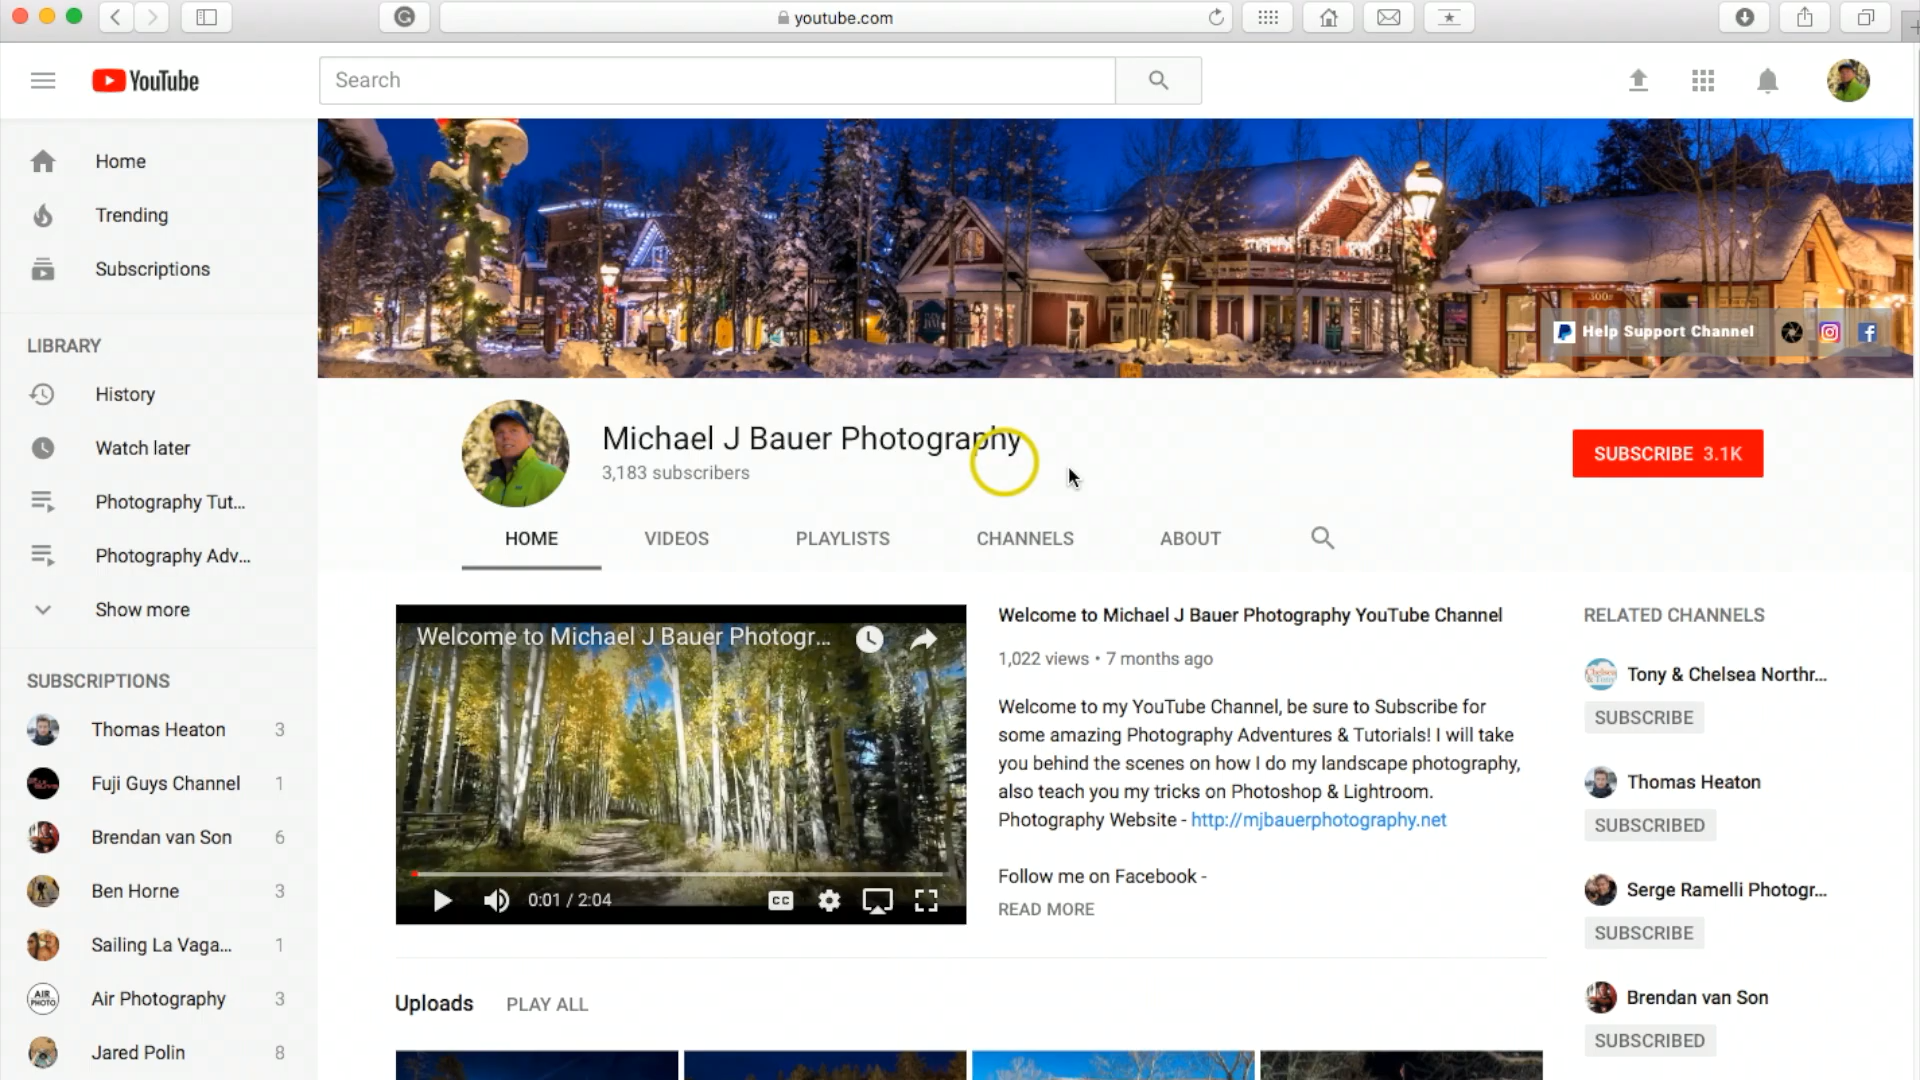 youtube.com
YouTube
Search
Home
Trending
Subscriptions
LIBRARY
History
Watch later
Photography Tut...
Photography Adv...
Show more
SUBSCRIPTIONS
Thomas Heaton 3
Fuji Guys Channel 1
Brendan van Son 6
Ben Horne 3
Sailing La Vaga... 1
AIR PHOTO
Air Photography 3
Jared Polin 8
Help Support Channel
Michael J Bauer Photography
3,183 subscribers
SUBSCRIBE 3.1K
HOME VIDEOS PLAYLISTS CHANNELS ABOUT
Welcome to Michael J Bauer Photogr...
0:01 / 2:04
CC
Welcome to Michael J Bauer Photography YouTube Channel
1,022 views • 7 months ago
Welcome to my YouTube Channel, be sure to Subscribe for
some amazing Photography Adventures & Tutorials! I will take
you behind the scenes on how I do my landscape photography,
also teach you my tricks on Photoshop & Lightroom.
Photography Website - http://mjbauerphotography.net
Follow me on Facebook -
READ MORE
RELATED CHANNELS
Tony & Chelsea Northr...
SUBSCRIBE
Thomas Heaton
SUBSCRIBED
Serge Ramelli Photogr...
SUBSCRIBE
Brendan van Son
SUBSCRIBED
Uploads PLAY ALL